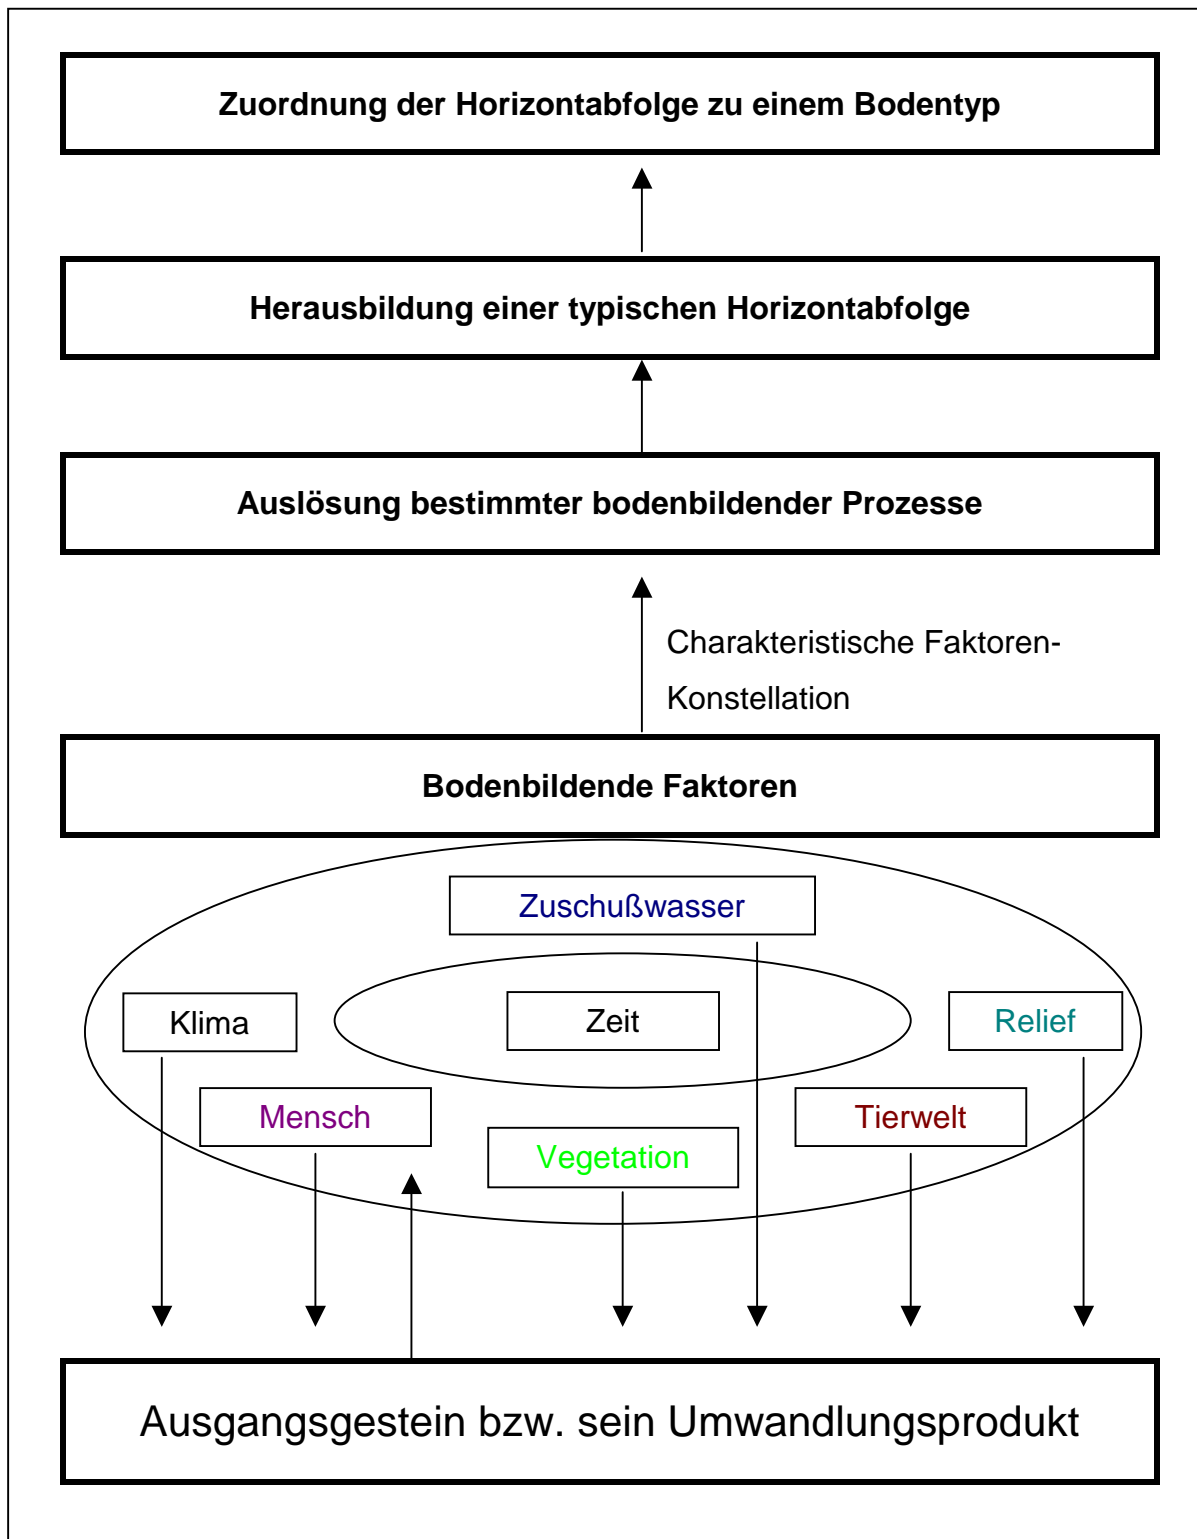 Zuordnung der Horizontabfolge zu einem Bodentyp
Herausbildung einer typischen Horizontabfolge
Auslösung bestimmter bodenbildender Prozesse
Charakteristische Faktoren-
Konstellation
Bodenbildende Faktoren
Zuschußwasser
Klima
Zeit
Relief
Mensch
Tierwelt
Vegetation
Ausgangsgestein bzw. sein Umwandlungsprodukt